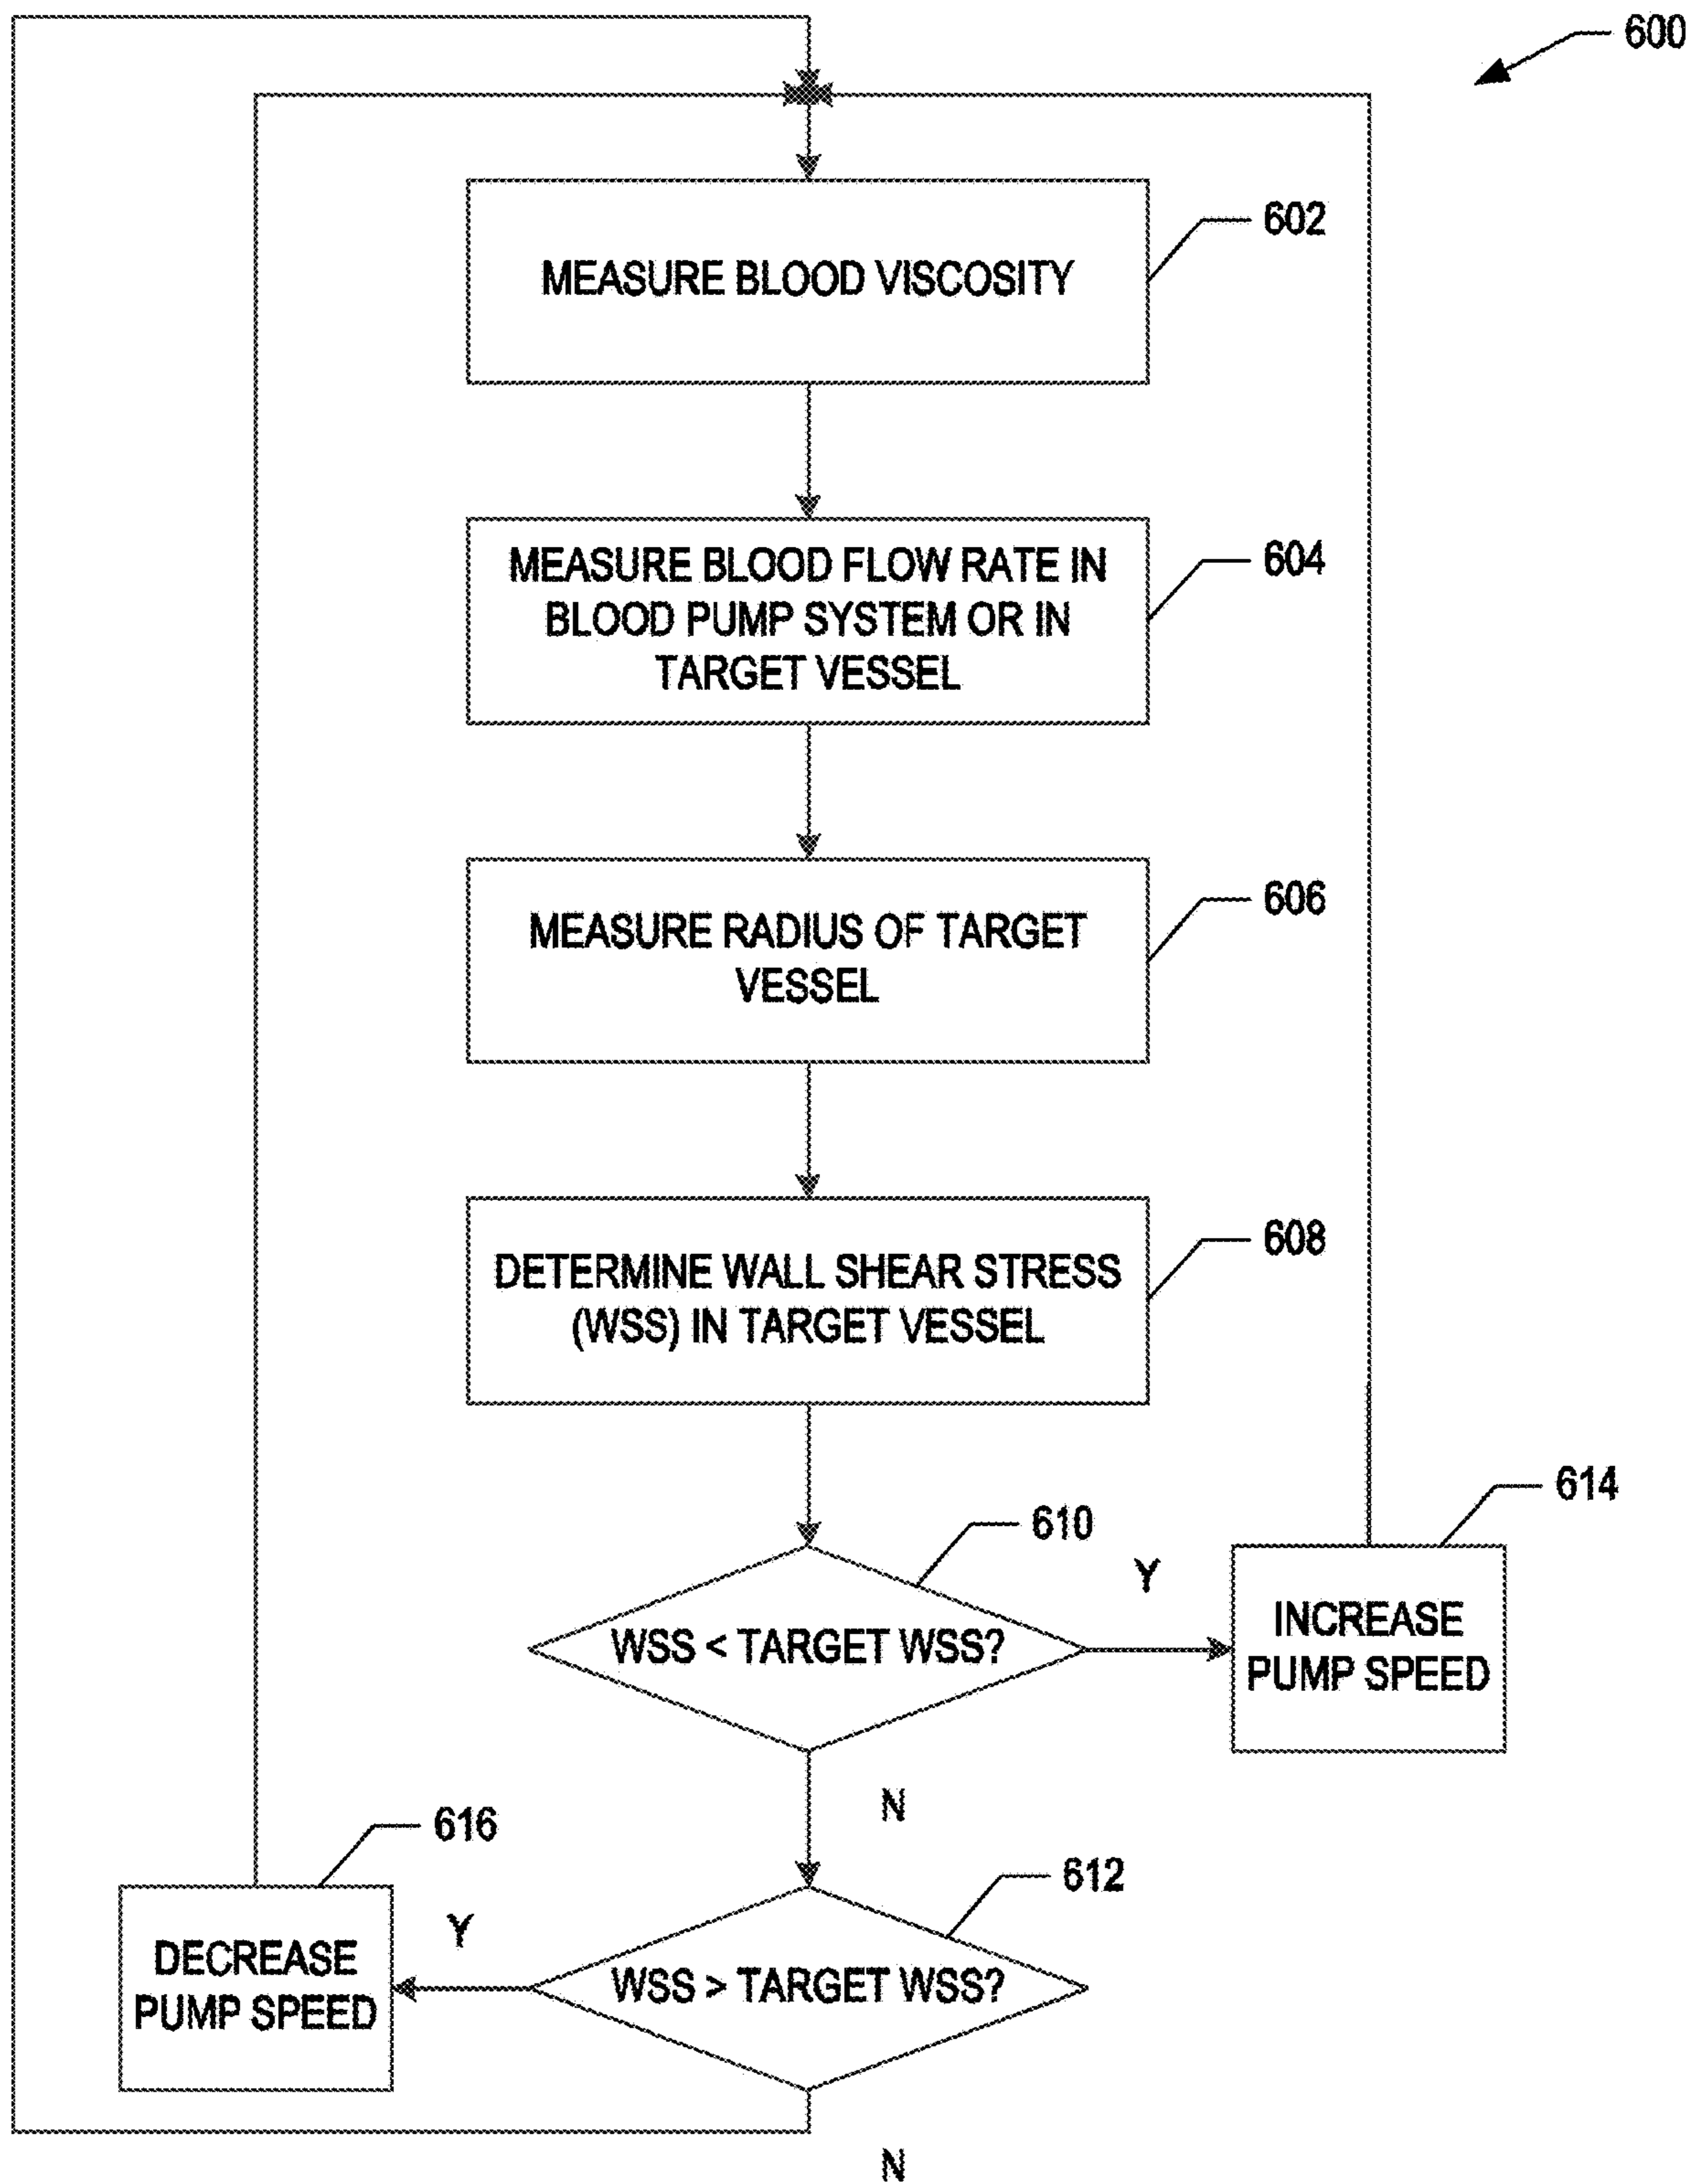 600
602
MEASURE BLOOD VISCOSITY
604
MEASURE BLOOD FLOW RATE IN
BLOOD PUMP SYSTEM OR IN
TARGET VESSEL
606
MEASURE RADIUS OF TARGET
VESSEL
608
DETERMINE WALL SHEAR STRESS
(WSS) IN TARGET VESSEL
610
WSS < TARGET WSS?
Y
614
INCREASE
PUMP SPEED
N
612
WSS > TARGET WSS?
Y
616
DECREASE
PUMP SPEED
N